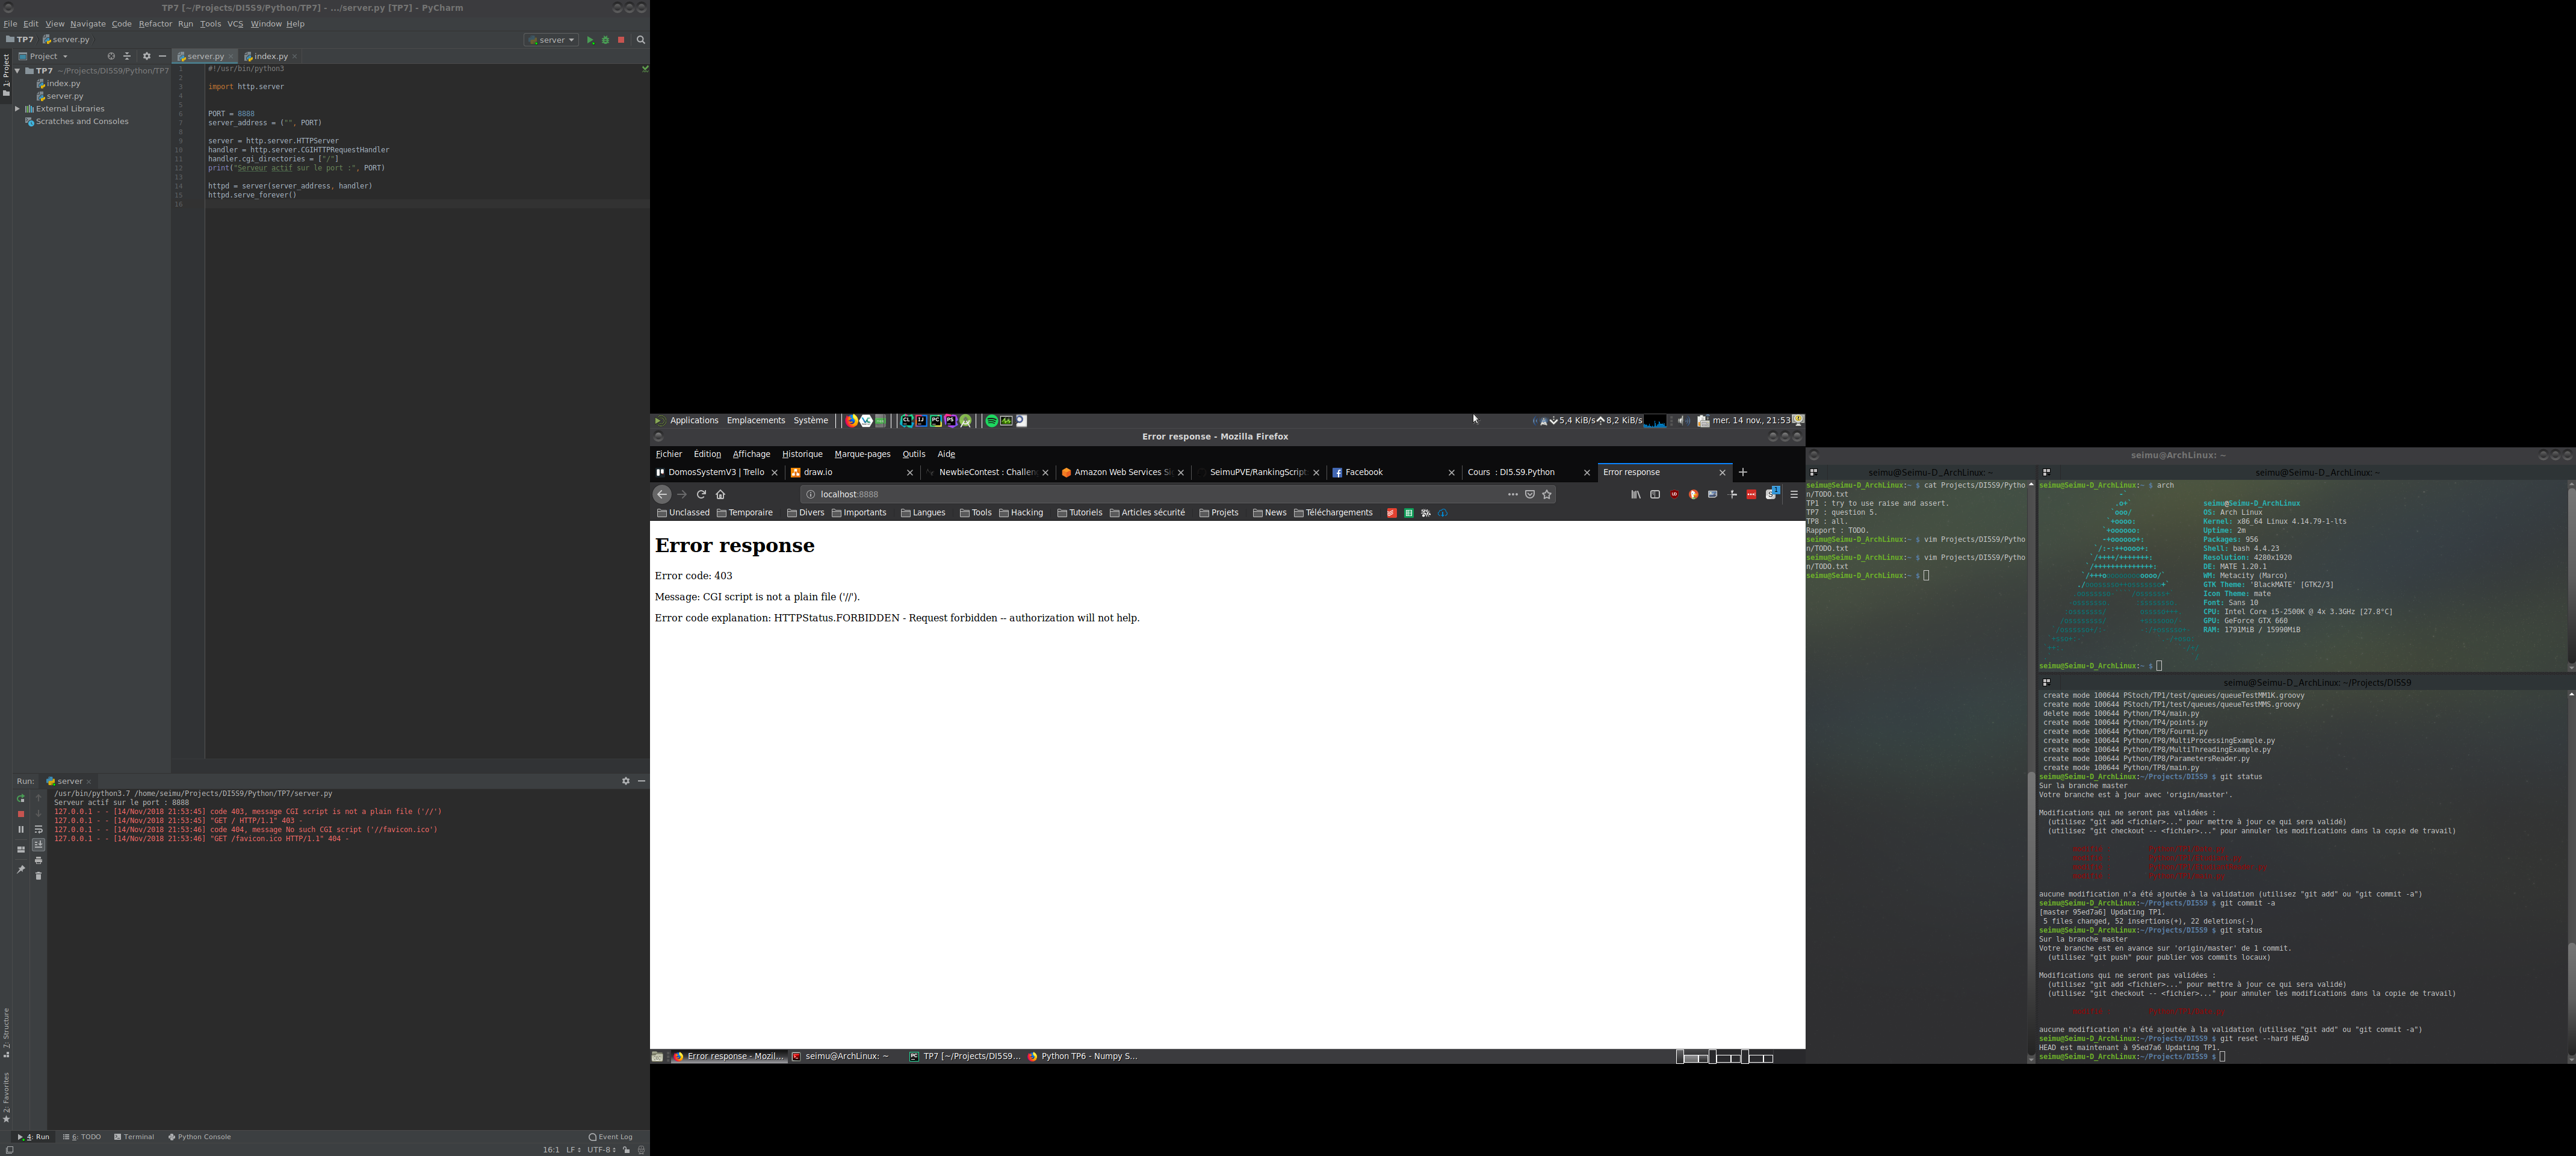 TP7 [~/Projects/DI5S9/Python/TP7] - .../server.py [TP7] - PyCharm
File Edit View Navigate Code Refactor Run Tools VCS Window Help
TP7 server.py
server
Project
server.py
index.py
TP7 ~/Projects/DI5S9/Python/TP7
index.py
server.py
External Libraries
Scratches and Consoles
1: Project
1 #!/usr/bin/python3
2
3 import http.server
4
5
6 PORT = 8888
7 server_address = ("", PORT)
8
9 server = http.server.HTTPServer
10 handler = http.server.CGIHTTPRequestHandler
11 handler.cgi_directories = ["/"]
12 print("Serveur actif sur le port :", PORT)
13
14 httpd = server(server_address, handler)
15 httpd.serve_forever()
16
Run: server
/usr/bin/python3.7 /home/seimu/Projects/DI5S9/Python/TP7/server.py
Serveur actif sur le port : 8888
127.0.0.1 - - [14/Nov/2018 21:53:45] code 403, message CGI script is not a plain file ('//')
127.0.0.1 - - [14/Nov/2018 21:53:45] "GET / HTTP/1.1" 403 -
127.0.0.1 - - [14/Nov/2018 21:53:46] code 404, message No such CGI script ('//favicon.ico')
127.0.0.1 - - [14/Nov/2018 21:53:46] "GET /favicon.ico HTTP/1.1" 404 -
7: Structure
2: Favorites
4: Run 6: TODO Terminal Python Console Event Log
16:1 LF UTF-8
Applications Emplacements Système
5,4 KiB/s 8,2 KiB/s mer. 14 nov., 21:53
Error response - Mozilla Firefox
Fichier Édition Affichage Historique Marque-pages Outils Aide
DomosSystemV3 | Trello
draw.io
NewbieContest : Challen
Amazon Web Services Si
SeimuPVE/RankingScript
Facebook
Cours : DI5.S9.Python
Error response
localhost:8888
Unclassed Temporaire Divers Importants Langues Tools Hacking Tutoriels Articles sécurité Projets News Téléchargements
Error response
Error code: 403
Message: CGI script is not a plain file ('//').
Error code explanation: HTTPStatus.FORBIDDEN - Request forbidden -- authorization will not help.
Error response - Mozil...
seimu@ArchLinux: ~
TP7 [~/Projects/DI5S9...
Python TP6 - Numpy S...
seimu@ArchLinux: ~
seimu@Seimu-D_ArchLinux: ~
seimu@Seimu-D_ArchLinux:~ $ cat Projects/DI5S9/Pytho
n/TODO.txt
TP1 : try to use raise and assert.
TP7 : question 5.
TP8 : all.
Rapport : TODO.
seimu@Seimu-D_ArchLinux:~ $ vim Projects/DI5S9/Pytho
n/TODO.txt
seimu@Seimu-D_ArchLinux:~ $ vim Projects/DI5S9/Pytho
n/TODO.txt
seimu@Seimu-D_ArchLinux:~ $
seimu@Seimu-D_ArchLinux: ~
seimu@Seimu-D_ArchLinux:~ $ arch
seimu@Seimu-D_ArchLinux
OS: Arch Linux
Kernel: x86_64 Linux 4.14.79-1-lts
Uptime: 2m
Packages: 956
Shell: bash 4.4.23
Resolution: 4280x1920
DE: MATE 1.20.1
WM: Metacity (Marco)
GTK Theme: 'BlackMATE' [GTK2/3]
Icon Theme: mate
Font: Sans 10
CPU: Intel Core i5-2500K @ 4x 3.3GHz [27.8°C]
GPU: GeForce GTX 660
RAM: 1791MiB / 15990MiB
seimu@Seimu-D_ArchLinux:~ $
seimu@Seimu-D_ArchLinux: ~/Projects/DI5S9
create mode 100644 PStoch/TP1/test/queues/queueTestMM1K.groovy
create mode 100644 PStoch/TP1/test/queues/queueTestMMS.groovy
delete mode 100644 Python/TP4/main.py
create mode 100644 Python/TP4/points.py
create mode 100644 Python/TP8/Fourmi.py
create mode 100644 Python/TP8/MultiProcessingExample.py
create mode 100644 Python/TP8/MultiThreadingExample.py
create mode 100644 Python/TP8/ParametersReader.py
create mode 100644 Python/TP8/main.py
seimu@Seimu-D_ArchLinux:~/Projects/DI5S9 $ git status
Sur la branche master
Votre branche est à jour avec 'origin/master'.
Modifications qui ne seront pas validées :
(utilisez "git add <fichier>..." pour mettre à jour ce qui sera validé)
(utilisez "git checkout -- <fichier>..." pour annuler les modifications dans la copie de travail)
aucune modification n'a été ajoutée à la validation (utilisez "git add" ou "git commit -a")
seimu@Seimu-D_ArchLinux:~/Projects/DI5S9 $ git commit -a
[master 95ed7a6] Updating TP1.
5 files changed, 52 insertions(+), 22 deletions(-)
seimu@Seimu-D_ArchLinux:~/Projects/DI5S9 $ git status
Sur la branche master
Votre branche est en avance sur 'origin/master' de 1 commit.
(utilisez "git push" pour publier vos commits locaux)
Modifications qui ne seront pas validées :
(utilisez "git add <fichier>..." pour mettre à jour ce qui sera validé)
(utilisez "git checkout -- <fichier>..." pour annuler les modifications dans la copie de travail)
aucune modification n'a été ajoutée à la validation (utilisez "git add" ou "git commit -a")
seimu@Seimu-D_ArchLinux:~/Projects/DI5S9 $ git reset --hard HEAD
HEAD est maintenant à 95ed7a6 Updating TP1.
seimu@Seimu-D_ArchLinux:~/Projects/DI5S9 $